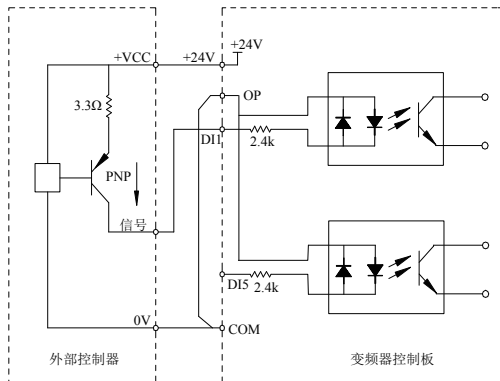 +24V
+VCC
+24V
OP
3.3Ω
DI1
2.4k
PNP
信号
DI5
2.4k
0V
COM
外部控制器
变频器控制板